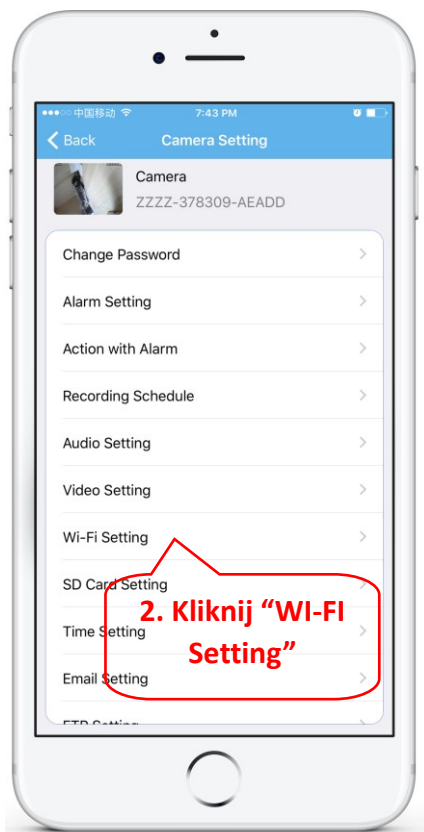 中国移动
7:43 PM
Back
Camera Setting
Camera
ZZZZ-378309-AEADD
Change Password
Alarm Setting
Action with Alarm
Recording Schedule
Audio Setting
Video Setting
Wi-Fi Setting
SD Card Setting
2. Kliknij “WI-FI
Setting”
Time Setting
Email Setting
FTP Setting